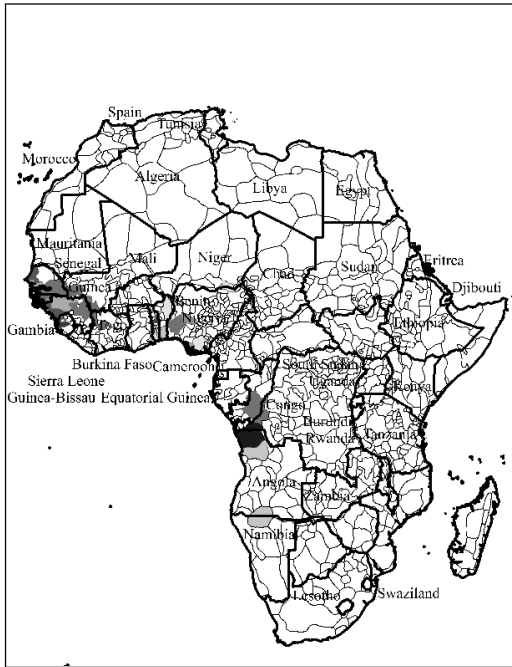 Spain
Tunisia
Morocco
Algeria
Libya
Egypt
Mauritania
Senegal
Mali
Niger
Chad
Sudan
Eritrea
Guinea
Benin
Djibouti
Gambia
Togo
Nigeria
Ethiopia
Burkina Faso Cameroon
South Sudan
Sierra Leone
Uganda
Kenya
Guinea-Bissau Equatorial Guinea
Congo
Burundi
Rwanda
Tanzania
Angola
Zambia
Namibia
Lesotho
Swaziland